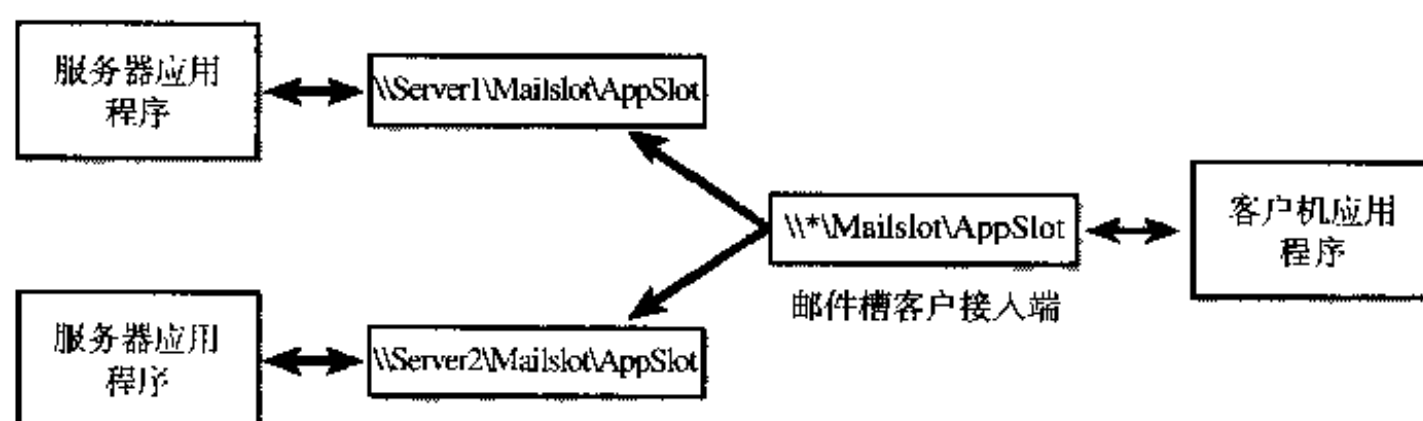 服务器应用
程序
\\Server1\Mailslot\AppSlot
\\*\Mailslot\AppSlot
客户机应用
程序
邮件槽客户接入端
服务器应用
程序
\\Server2\Mailslot\AppSlot